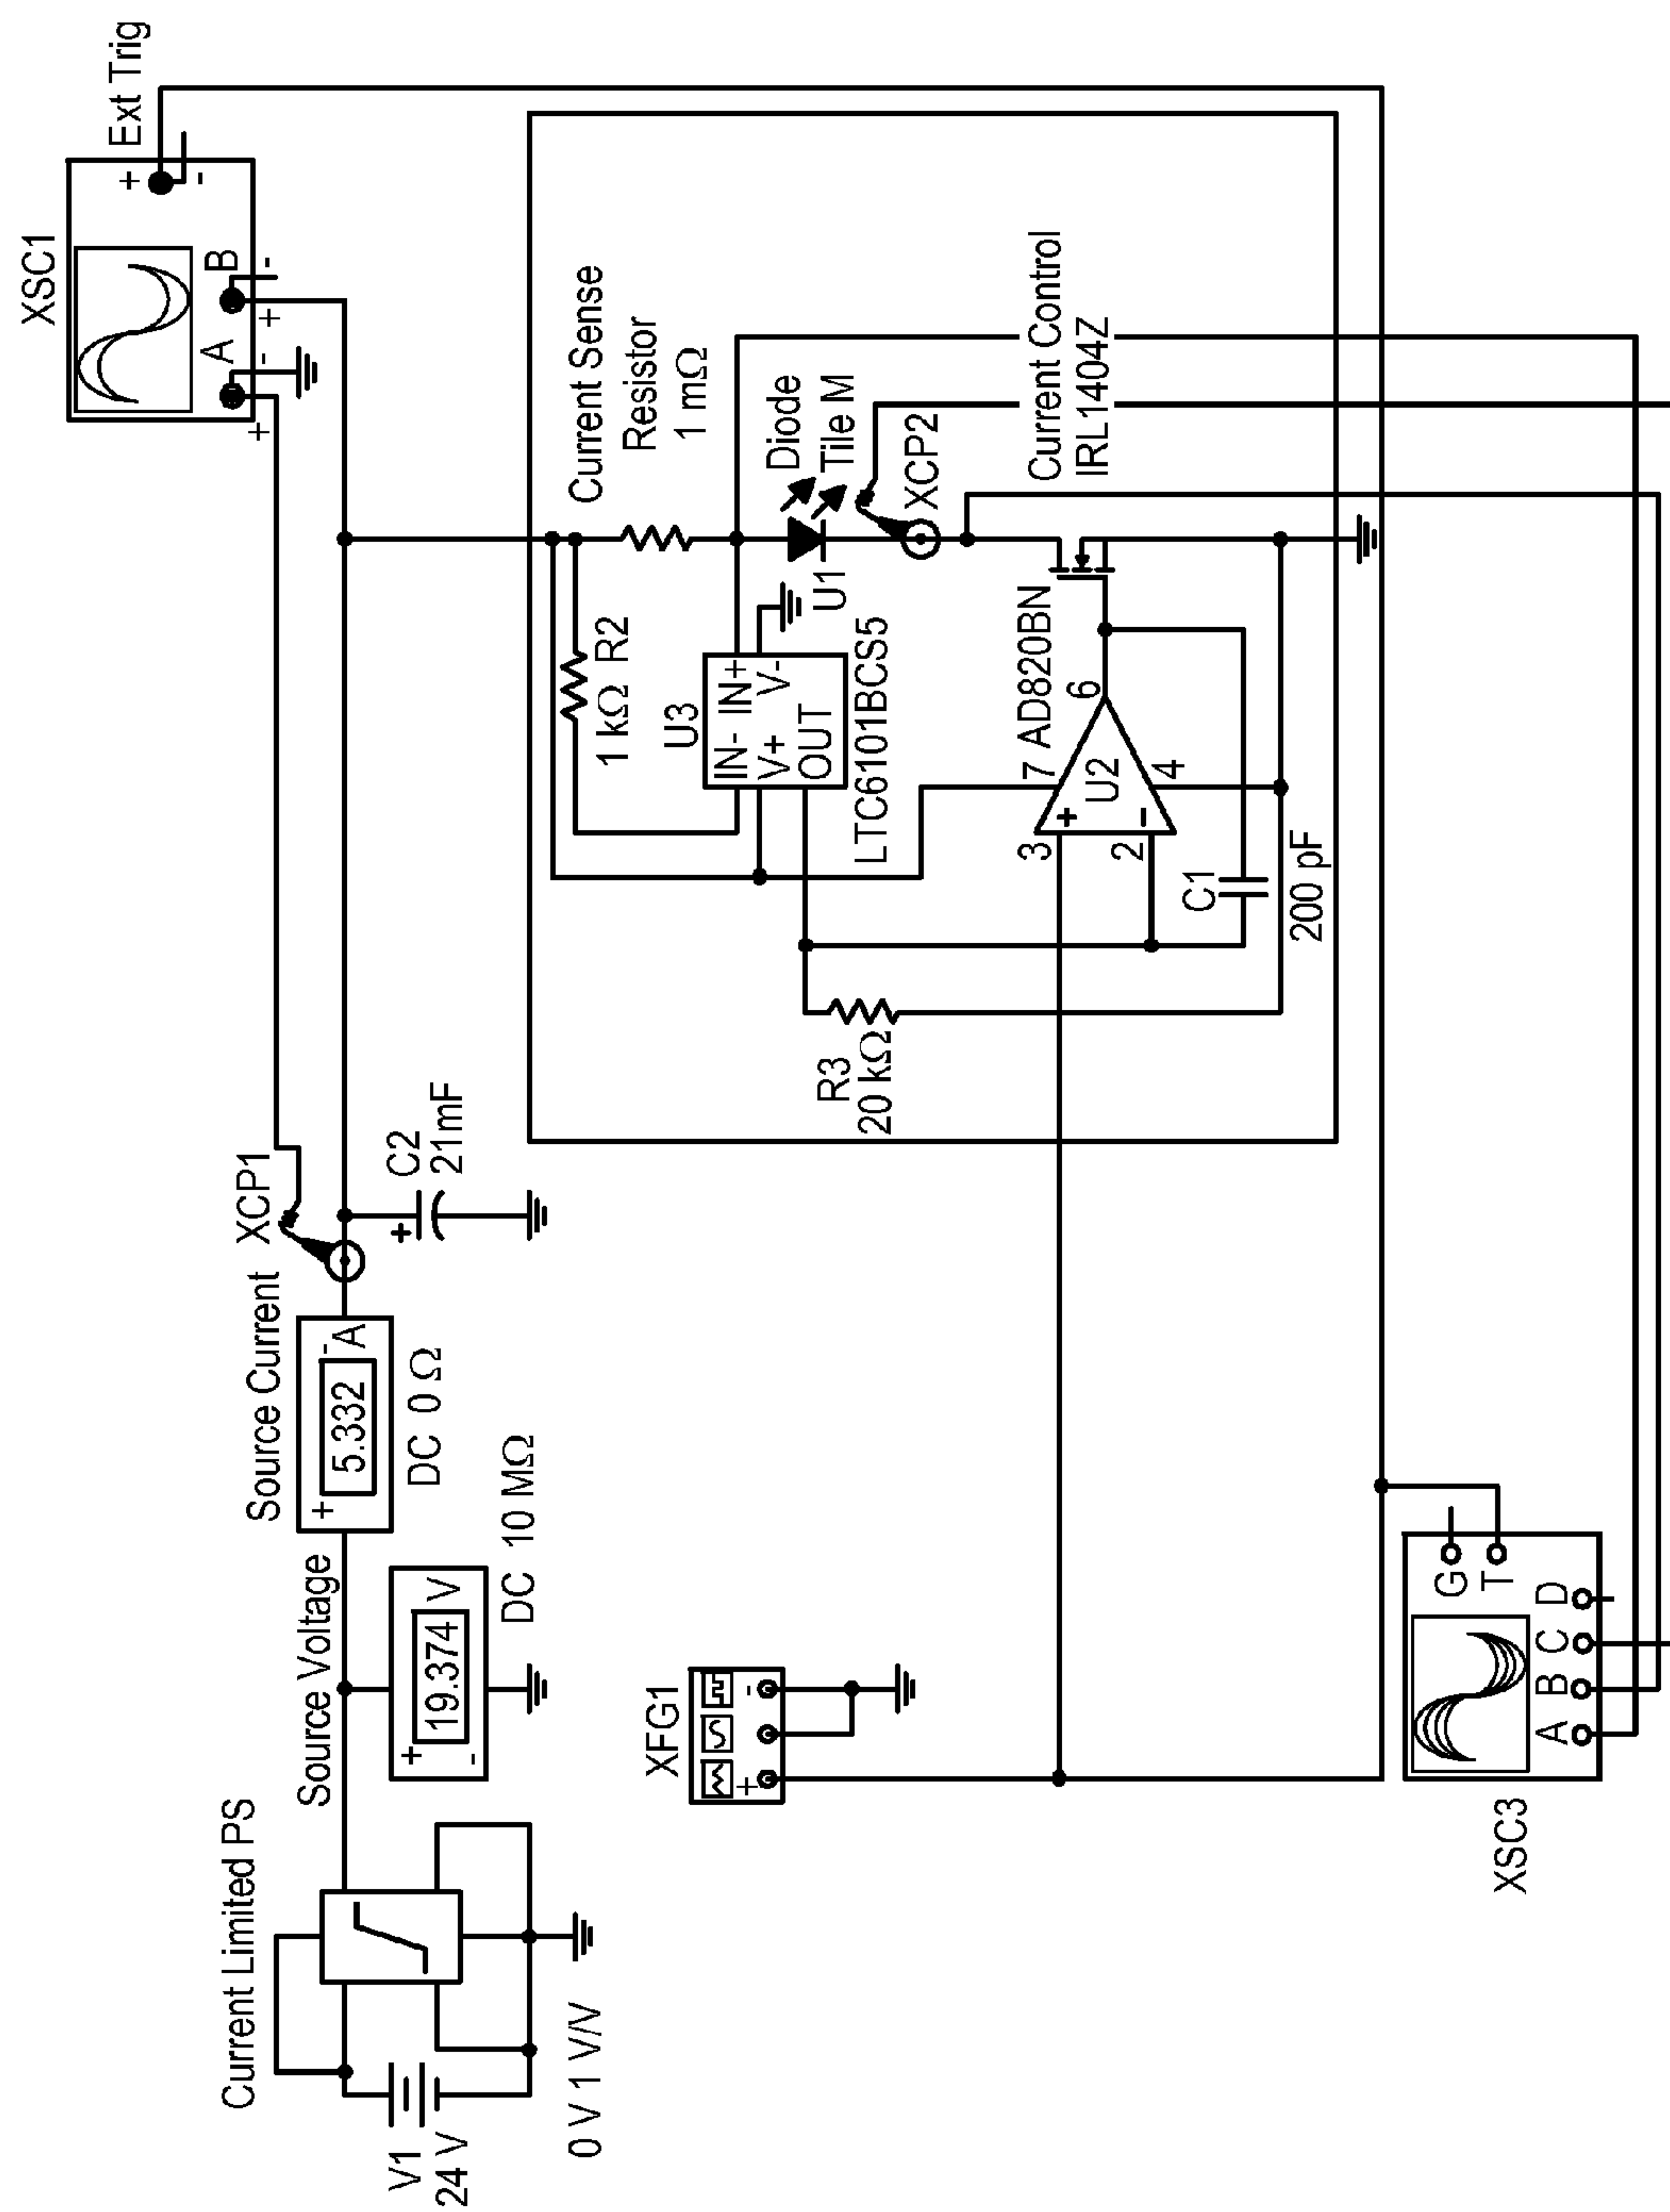 XSC1
Ext Trig
+
-
A
B
+
-
+
-
XCP1
Source Current
+
5.332
-
A
DC 0 Ω
C2
21mF
+
Source Voltage
+
19.374
V
-
DC 10 MΩ
Current Limited PS
V1
24 V
0 V 1 V/V
Current Sense
Resistor
1 mΩ
1 kΩ R2
U3
IN- IN+
V+ V-
OUT
LTC6101BCS5
Diode
Tile M
U1
XCP2
Current Control
IRL1404Z
AD820BN
3
7
+
U2
6
-
2
4
C1
200 pF
R3
20 kΩ
XFG1
+
-
XSC3
G
T
A
B
C
D